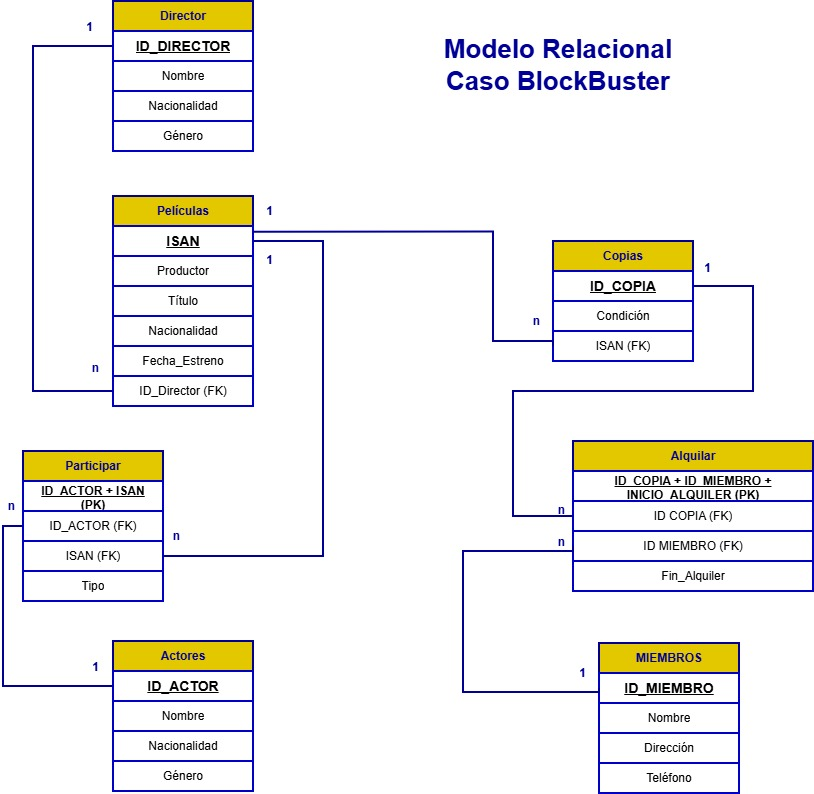 Modelo Relacional
Caso BlockBuster
Director
1
ID_DIRECTOR
Nombre
Nacionalidad
Género
Películas
1
ISAN
1
Productor
Título
Nacionalidad
Fecha_Estreno
n
ID_Director (FK)
Copias
1
ID_COPIA
Condición
n
ISAN (FK)
Participar
ID_ACTOR + ISAN
(PK)
n
ID_ACTOR (FK)
n
ISAN (FK)
Tipo
Alquilar
ID_COPIA + ID_MIEMBRO +
INICIO_ALQUILER (PK)
n
ID COPIA (FK)
n
ID MIEMBRO (FK)
Fin_Alquiler
Actores
1
ID_ACTOR
Nombre
Nacionalidad
Género
MIEMBROS
1
ID_MIEMBRO
Nombre
Dirección
Teléfono